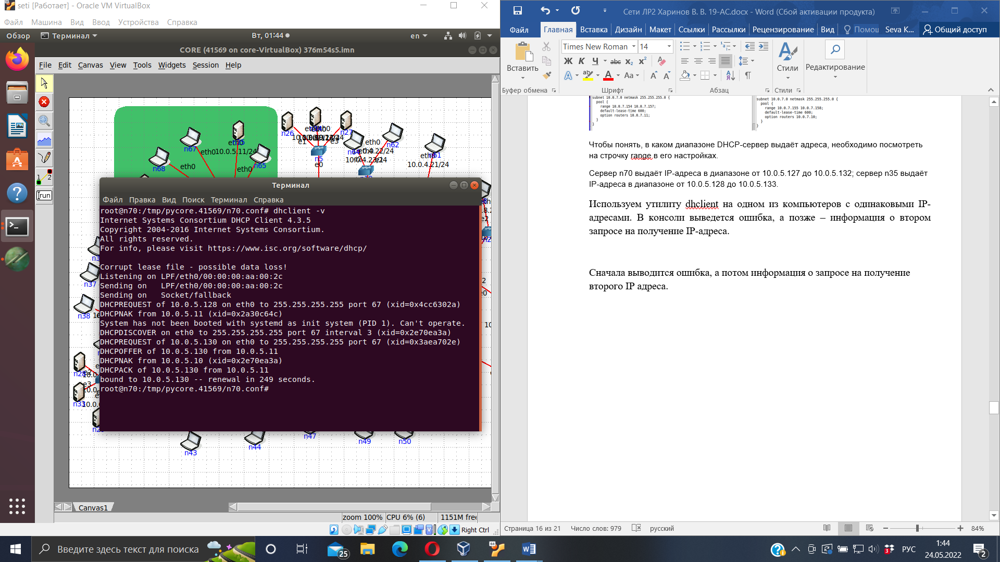 seti [Работает] - Oracle VM VirtualBox
Файл Машина Вид Ввод Устройства Справка
Обзор Терминал Вт, 01:44 en
CORE (41569 on core-VirtualBox) 376m54s5.imn
File Edit Canvas View Tools Widgets Session Help
n67
n68
n65
eth0
eth0
eth0
10.0.5.11/24
n26
n27
n5
e0
e1
e3
eth0
n62
n61
10.0.4.21/24
1 2
run
Терминал
Файл Правка Вид Поиск Терминал Справка
root@n70:/tmp/pycore.41569/n70.conf# dhclient -v
Internet Systems Consortium DHCP Client 4.3.5
Copyright 2004-2016 Internet Systems Consortium.
All rights reserved.
For info, please visit https://www.isc.org/software/dhcp/
Corrupt lease file - possible data loss!
Listening on LPF/eth0/00:00:00:aa:00:2c
Sending on   LPF/eth0/00:00:00:aa:00:2c
Sending on   Socket/fallback
DHCPREQUEST of 10.0.5.128 on eth0 to 255.255.255.255 port 67 (xid=0x4cc6302a)
DHCPNAK from 10.0.5.11 (xid=0x2a30c64c)
System has not been booted with systemd as init system (PID 1). Can't operate.
DHCPDISCOVER on eth0 to 255.255.255.255 port 67 interval 3 (xid=0x2e70ea3a)
DHCPREQUEST of 10.0.5.130 on eth0 to 255.255.255.255 port 67 (xid=0x3aea702e)
DHCPOFFER of 10.0.5.130 from 10.0.5.11
DHCPNAK from 10.0.5.10 (xid=0x2e70ea3a)
DHCPACK of 10.0.5.130 from 10.0.5.11
bound to 10.0.5.130 -- renewal in 249 seconds.
root@n70:/tmp/pycore.41569/n70.conf#
n37
n38
n28
n33
n43
n44
n47
n49
n50
Canvas1
zoom 100% CPU 6% (6) 1151M free
Right Ctrl
Сети ЛР2 Харинов В. В. 19-АС.docx - Word (Сбой активации продукта)
Файл Главная Вставка Дизайн Макет Ссылки Рассылки Рецензирование Вид Помощ Seva K... Общий доступ
Вставить
Times New Roman 14
Ж К Ч abc x₂ x²
Aa
Стили
Редактирование
Буфер обмена Шрифт Абзац Стили
subnet 10.0.7.0 netmask 255.255.255.0 {
pool {
range 10.0.7.154 10.0.7.157;
default-lease-time 600;
option routers 10.0.7.11;
}
}
subnet 10.0.7.0 netmask 255.255.255.0 {
pool {
range 10.0.7.155 10.0.7.158;
default-lease-time 600;
option routers 10.0.7.10;
}
}
Чтобы понять, в каком диапазоне DHCP-сервер выдаёт адреса, необходимо посмотреть
на строчку range в его настройках.
Сервер n70 выдаёт IP-адреса в диапазоне от 10.0.5.127 до 10.0.5.132; сервер n35 выдаёт
IP-адреса в диапазоне от 10.0.5.128 до 10.0.5.133.
Используем утилиту dhclient на одном из компьютеров с одинаковыми IP-
адресами. В консоли выведется ошибка, а позже – информация о втором
запросе на получение IP-адреса.
Сначала выводится ошибка, а потом информация о запросе на получение
второго IP адреса.
Страница 16 из 21 Число слов: 979 русский 84%
Введите здесь текст для поиска
25
64
3
РУС
1:44
24.05.2022
2